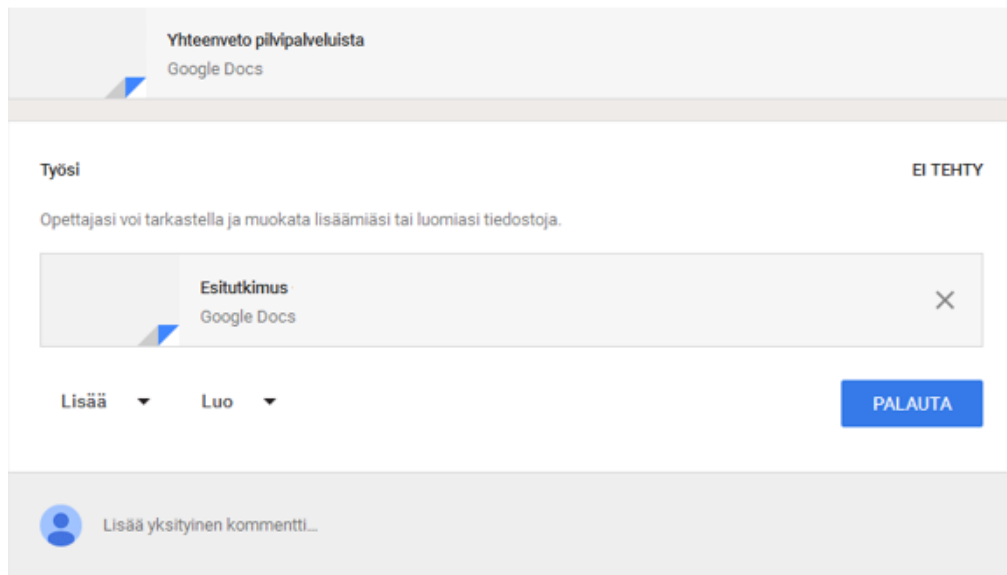 Yhteenveto pilvipalveluista
Google Docs
Työsi
EI TEHTY
Opettajasi voi tarkastella ja muokata lisäämiäsi tai luomiasi tiedostoja.
Esitutkimus
Google Docs
Lisää
Luo
PALAUTA
Lisää yksityinen kommentti...